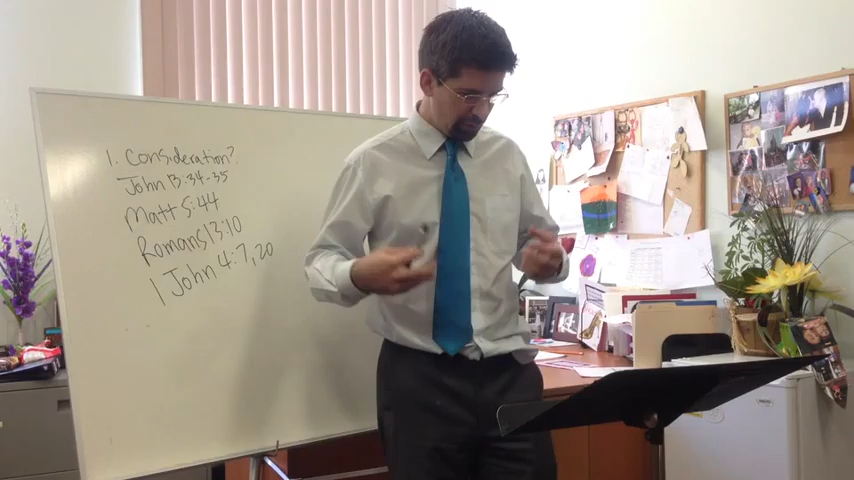 1. Consideration?
John 13:34-35
Matt 5:44
Romans 13:10
1 John 4:7,20